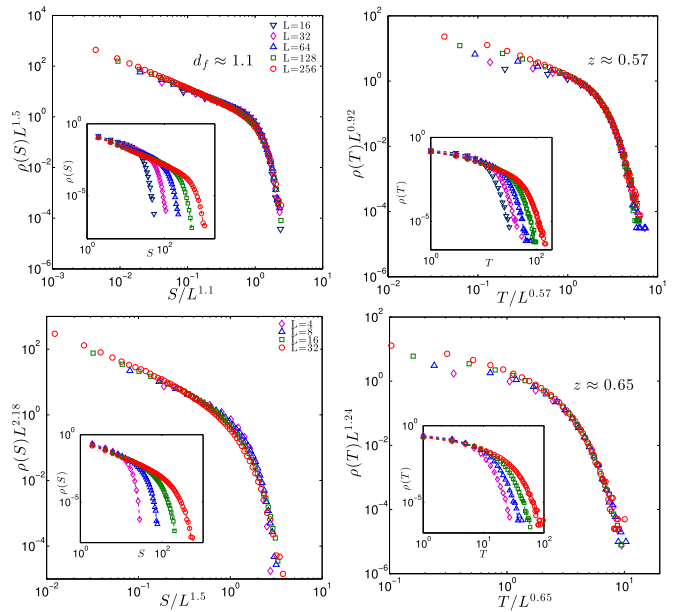 10^4
10^2
10^0
10^-2
10^-4
10^-6
10^-3
10^-2
10^-1
10^0
10^1
ρ(S)L^1.5
S/L^1.1
d_f ≈ 1.1
L=16
L=32
L=64
L=128
L=256
10^0
10^-5
10^0
10^2
ρ(S)
S
10^4
10^2
10^0
10^-2
10^-4
10^-6
10^-2
10^0
10^1
ρ(T)L^0.92
T/L^0.57
z ≈ 0.57
10^-2
10^-7
10^0
10^2
ρ(T)
T
10^2
10^0
10^-2
10^-4
10^-2
10^-1
10^0
10^1
ρ(S)L^2.18
S/L^1.5
L=4
L=8
L=16
L=32
10^0
10^-5
10^0
10^2
ρ(S)
S
10^2
10^0
10^-2
10^-4
10^-6
10^-1
10^0
10^1
ρ(T)L^1.24
T/L^0.65
z ≈ 0.65
10^0
10^-5
10^0
10^1
10^2
ρ(T)
T